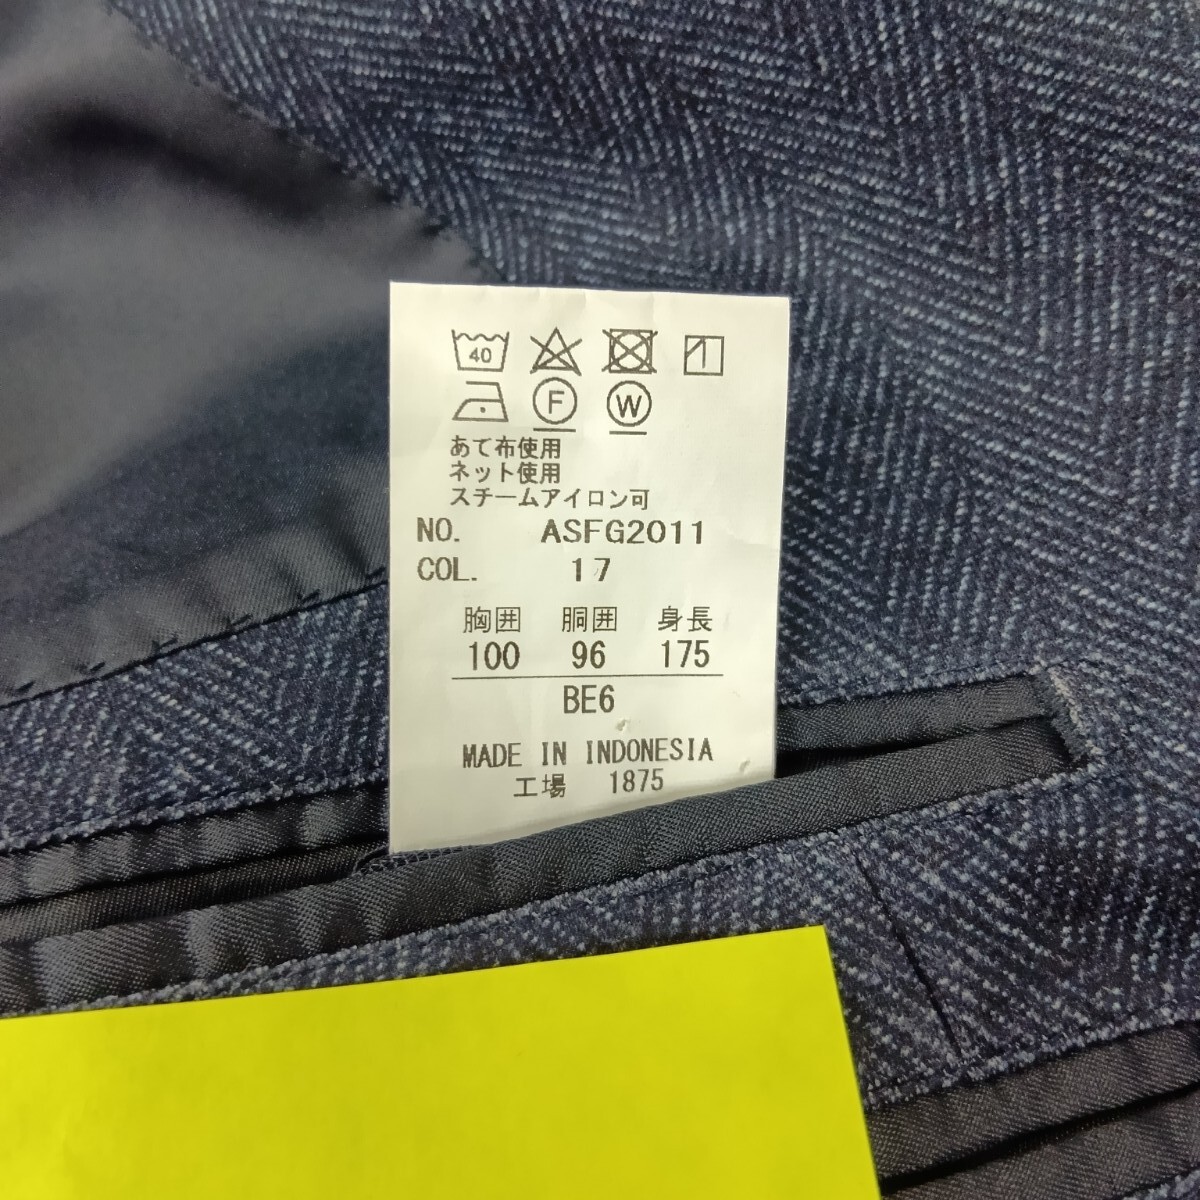 40
F W
あて布使用
ネット使用
スチームアイロン可
NO. ASFG2011
COL. 17
胸囲 胴囲 身長
100 96 175
BE6
MADE IN INDONESIA
工場 1875